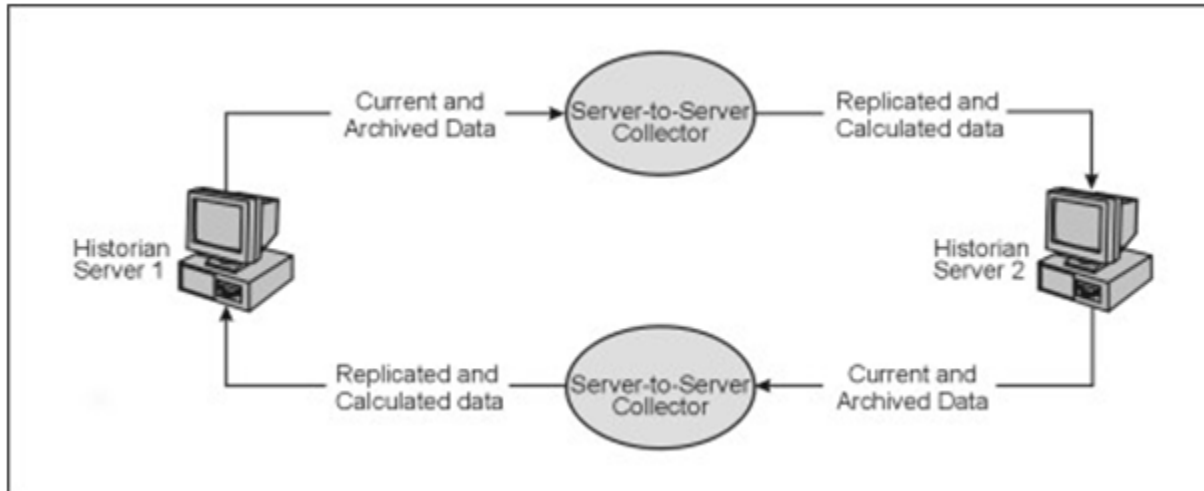 Current and
Archived Data
Server-to-Server
Collector
Replicated and
Calculated data
Historian
Server 1
Historian
Server 2
Replicated and
Calculated data
Server-to-Server
Collector
Current and
Archived Data